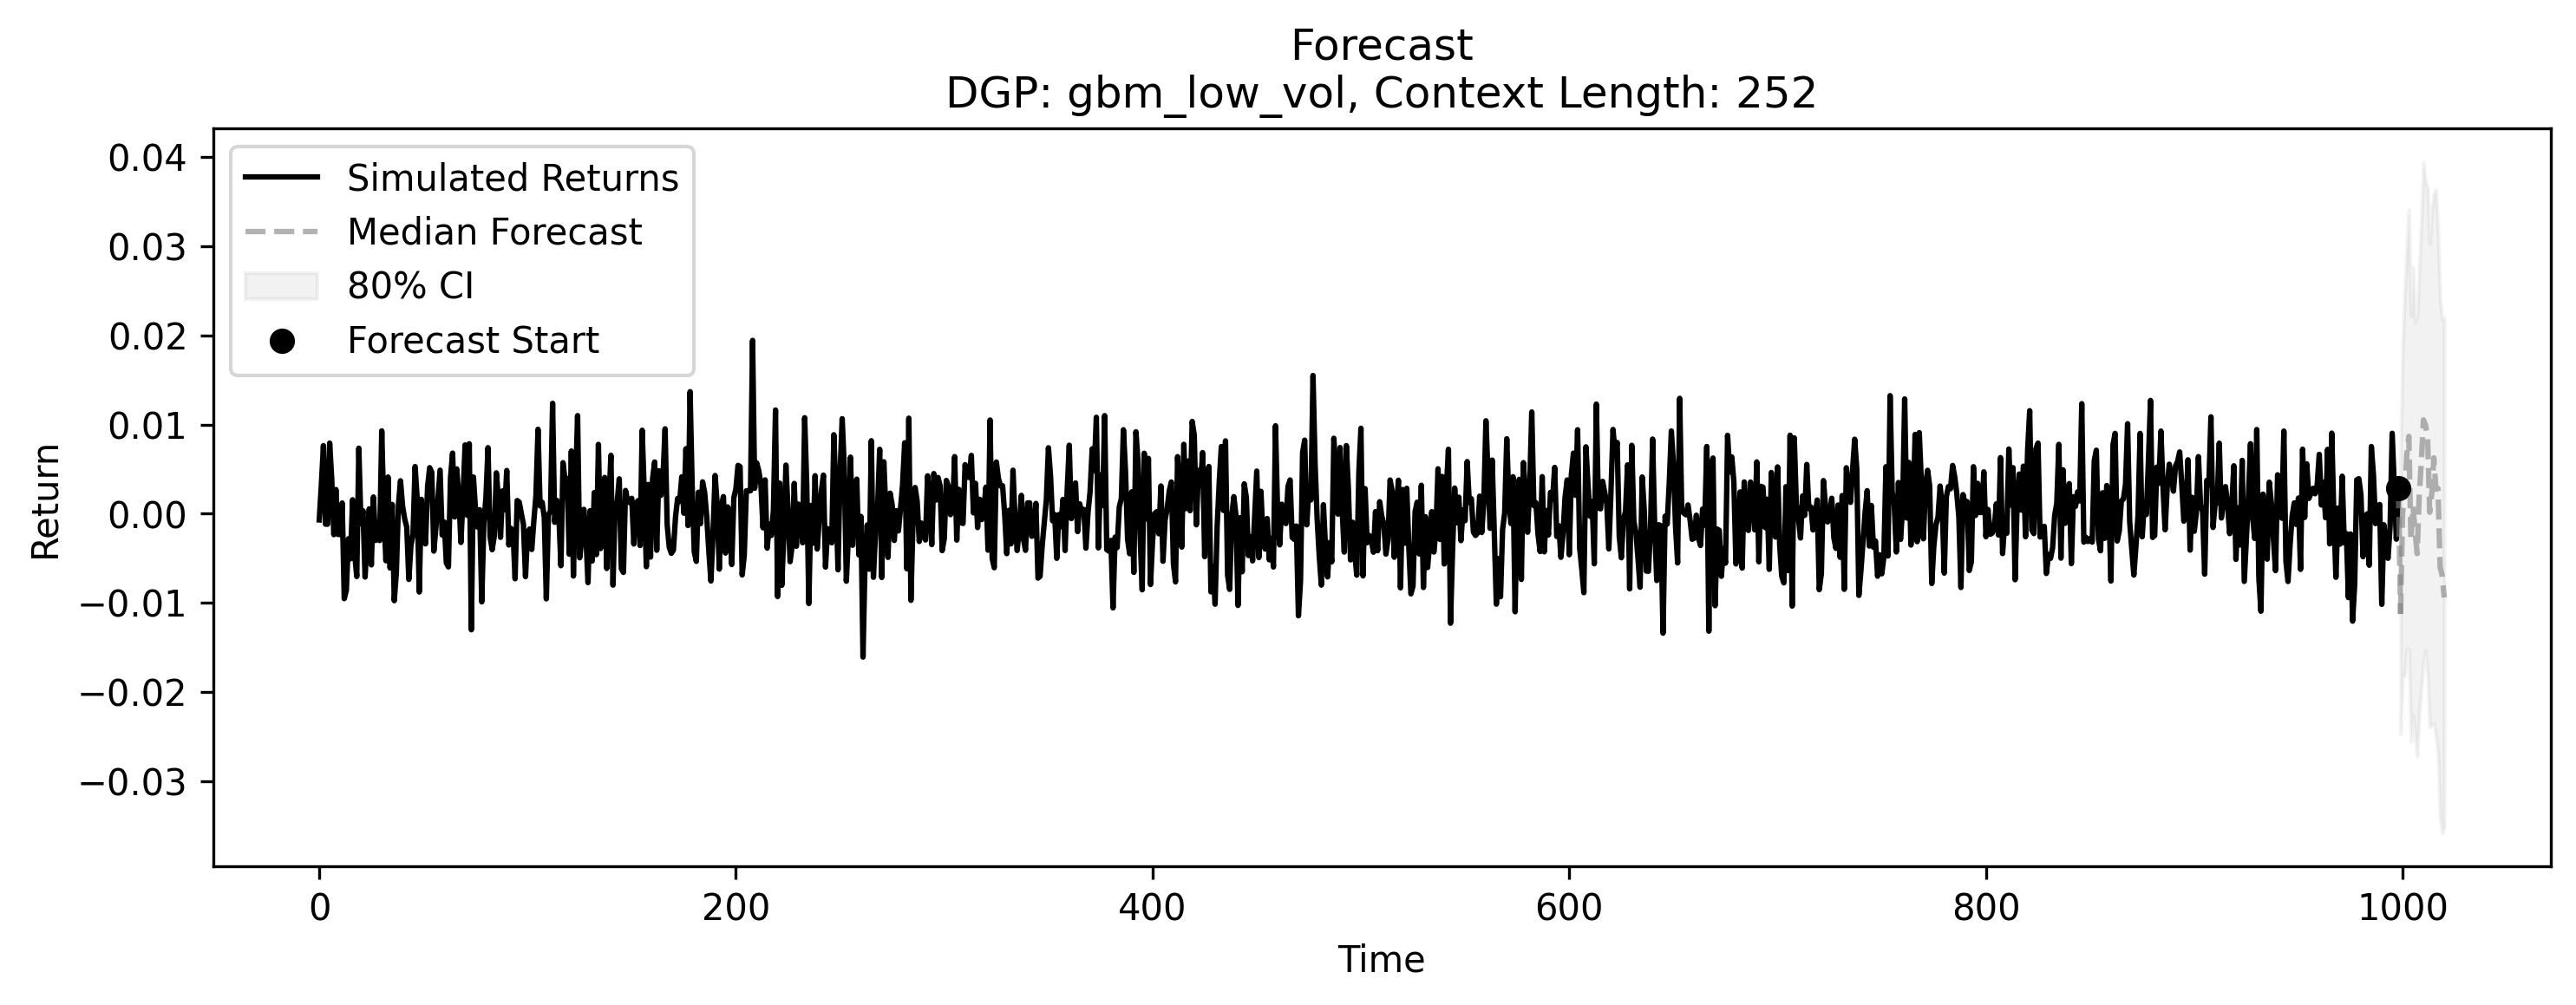 Forecast
DGP: gbm_low_vol, Context Length: 252
Simulated Returns
Median Forecast
80% CI
Forecast Start
Return
0.04
0.03
0.02
0.01
0.00
−0.01
−0.02
−0.03
0 200 400 600 800 1000
Time